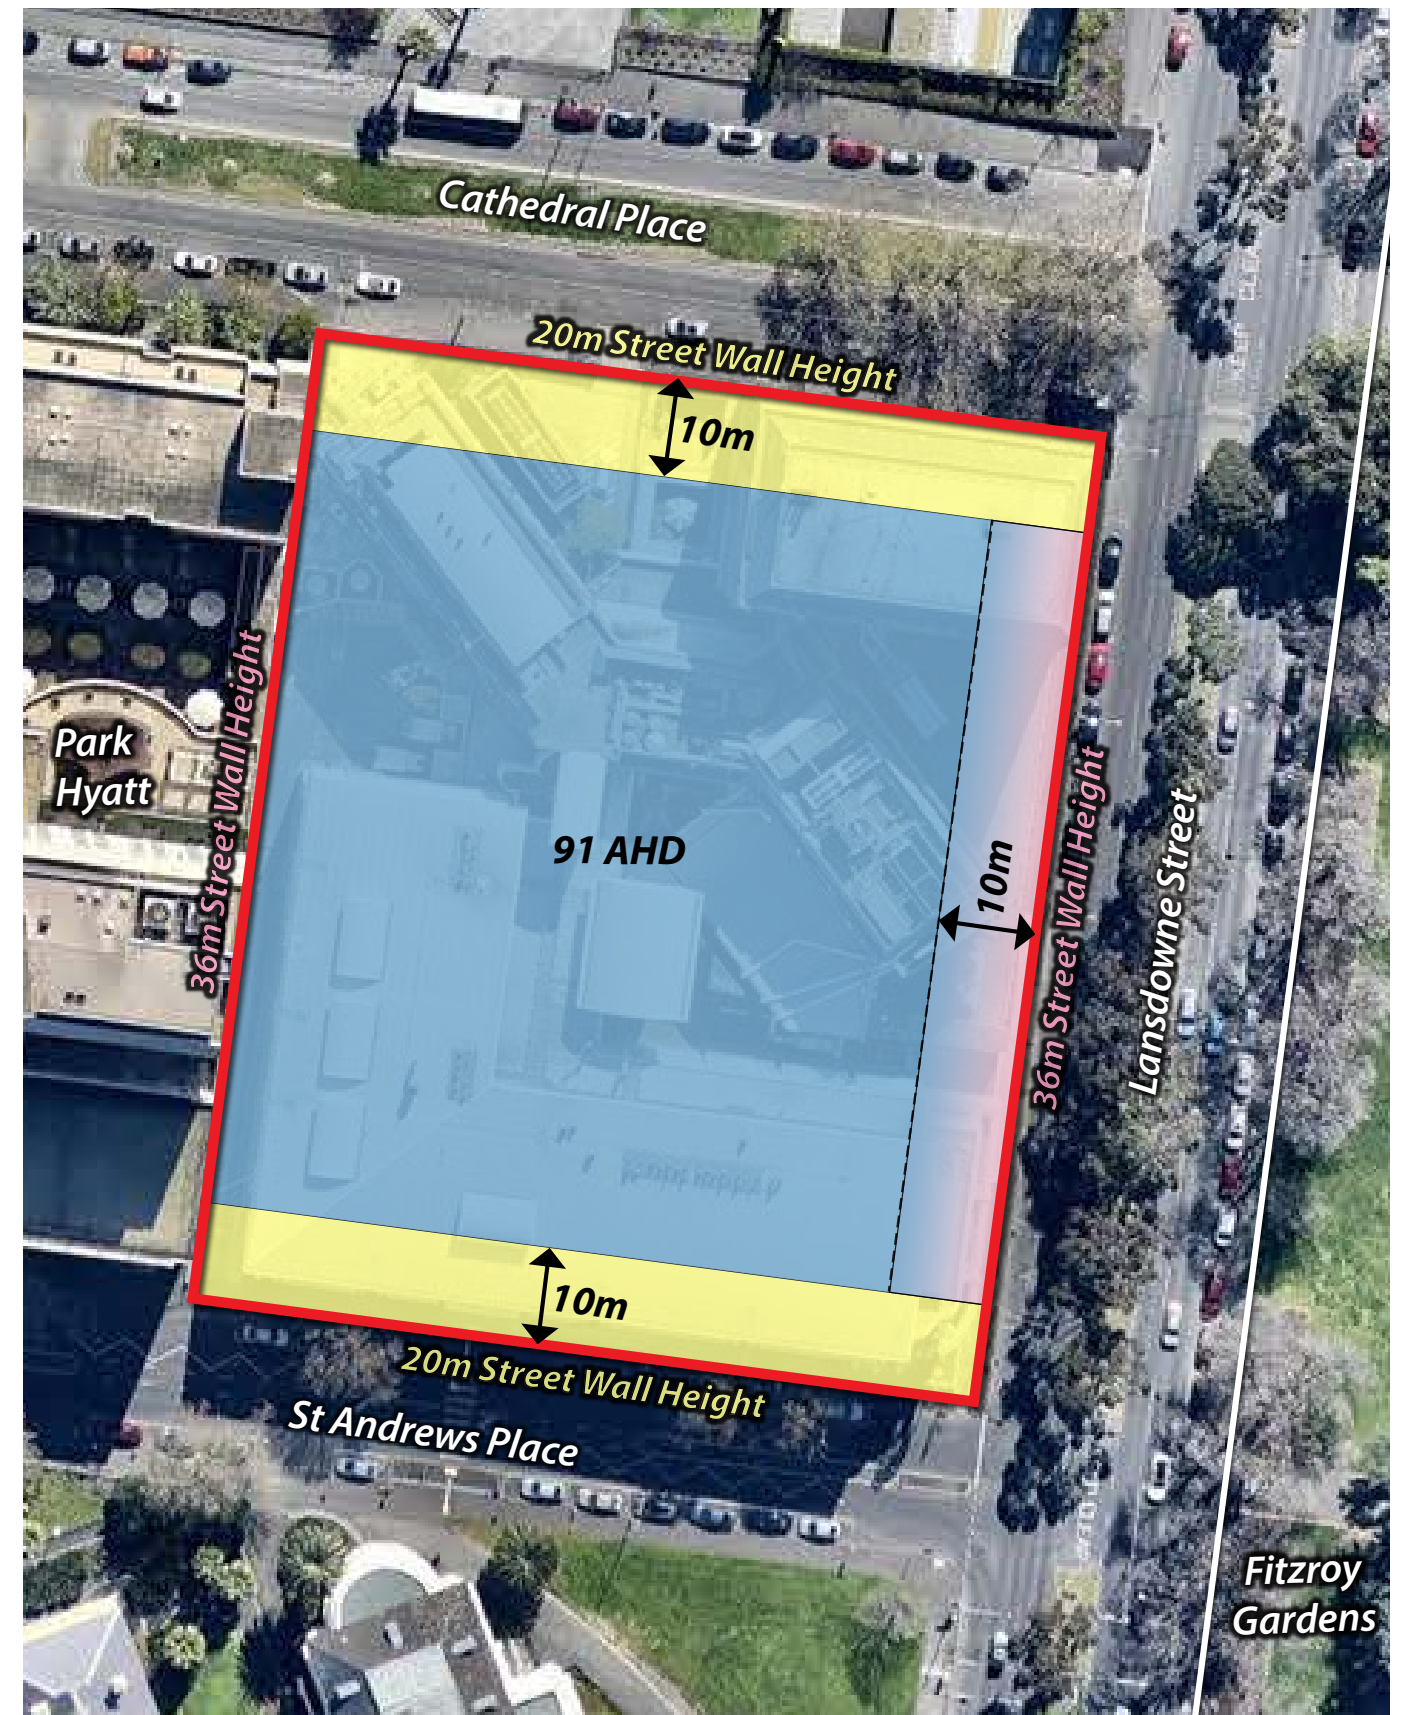 Cathedral Place
20m Street Wall Height
10m
36m Street Wall Height
Park
Hyatt
91 AHD
10m
36m Street Wall Height
Lansdowne Street
10m
20m Street Wall Height
St Andrews Place
Fitzroy
Gardens